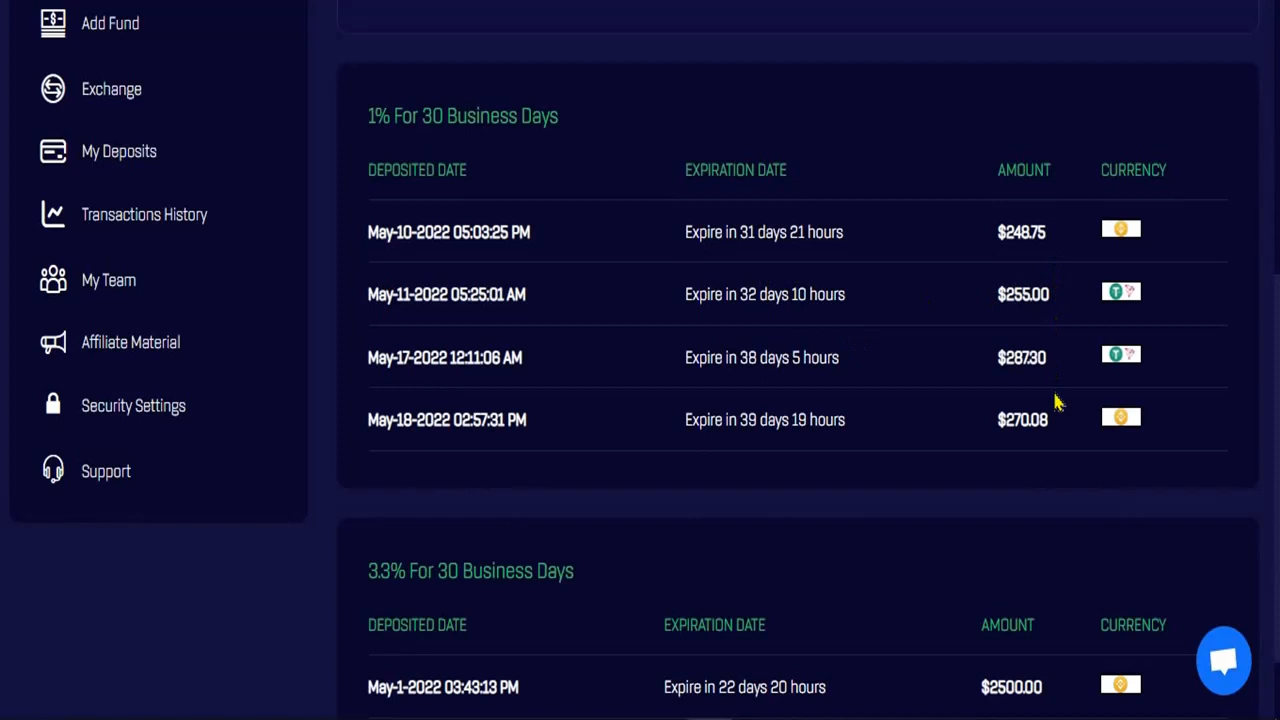 Add Fund
Exchange
My Deposits
Transactions History
My Team
Affiliate Material
Security Settings
Support
1% For 30 Business Days
DEPOSITED DATE EXPIRATION DATE AMOUNT CURRENCY
May-10-2022 05:03:25 PM Expire in 31 days 21 hours $248.75
May-11-2022 05:25:01 AM Expire in 32 days 10 hours $255.00
May-17-2022 12:11:06 AM Expire in 38 days 5 hours $287.30
May-18-2022 02:57:31 PM Expire in 39 days 19 hours $270.08
3.3% For 30 Business Days
DEPOSITED DATE EXPIRATION DATE AMOUNT CURRENCY
May-1-2022 03:43:13 PM Expire in 22 days 20 hours $2500.00